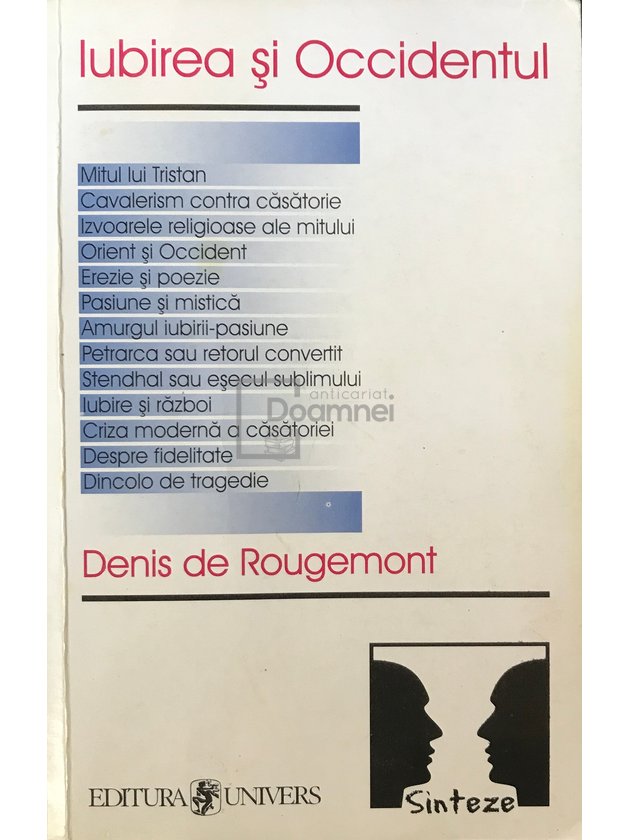 Iubirea şi Occidentul
Mitul lui Tristan
Cavalerism contra căsătorie
Izvoarele religioase ale mitului
Orient şi Occident
Erezie şi poezie
Pasiune şi mistică
Amurgul iubirii-pasiune
Petrarca sau retorul convertit
Stendhal sau eşecul sublimului
anticariat
Iubire şi război
Doamnei
Criza modernă a căsătoriei
Despre fidelitate
Dincolo de tragedie
Denis de Rougemont
EDITURA UNIVERS
Sinteze